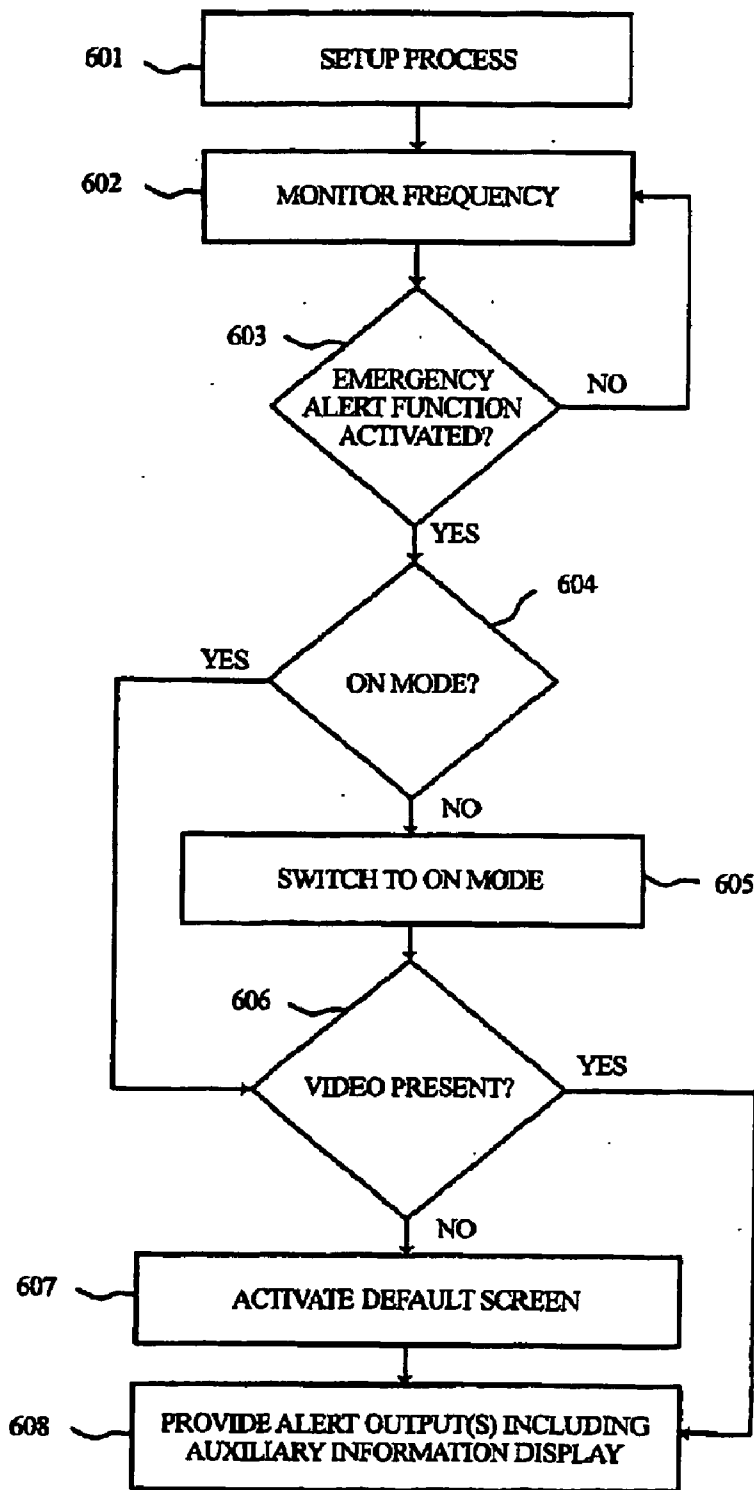 601
SETUP PROCESS
602
MONITOR FREQUENCY
603
EMERGENCY
ALERT FUNCTION
ACTIVATED?
NO
YES
604
YES
ON MODE?
NO
SWITCH TO ON MODE
605
606
VIDEO PRESENT?
YES
NO
607
ACTIVATE DEFAULT SCREEN
608
PROVIDE ALERT OUTPUT(S) INCLUDING
AUXILIARY INFORMATION DISPLAY